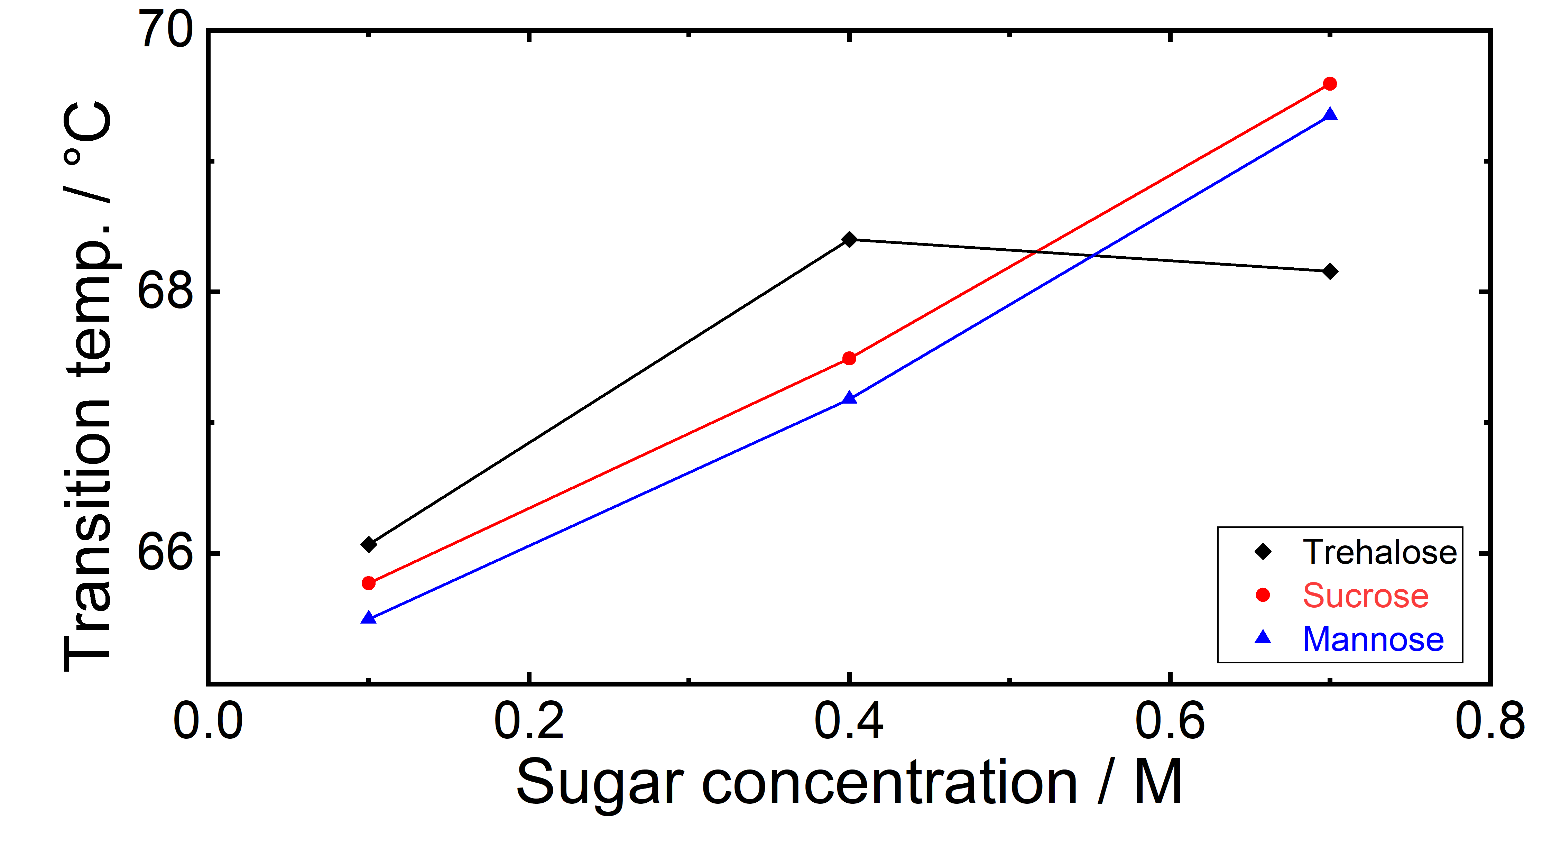 70
68
66
Transition temp. / °C
Trehalose
Sucrose
Mannose
0.0 0.2 0.4 0.6 0.8
Sugar concentration / M